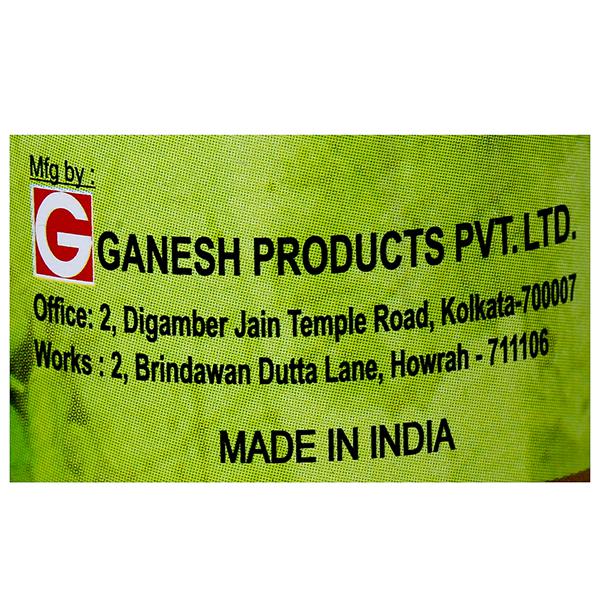 Mfg by :
G GANESH PRODUCTS PVT. LTD.
Office: 2, Digamber Jain Temple Road, Kolkata-700007
Works : 2, Brindawan Dutta Lane, Howrah - 711106
MADE IN INDIA